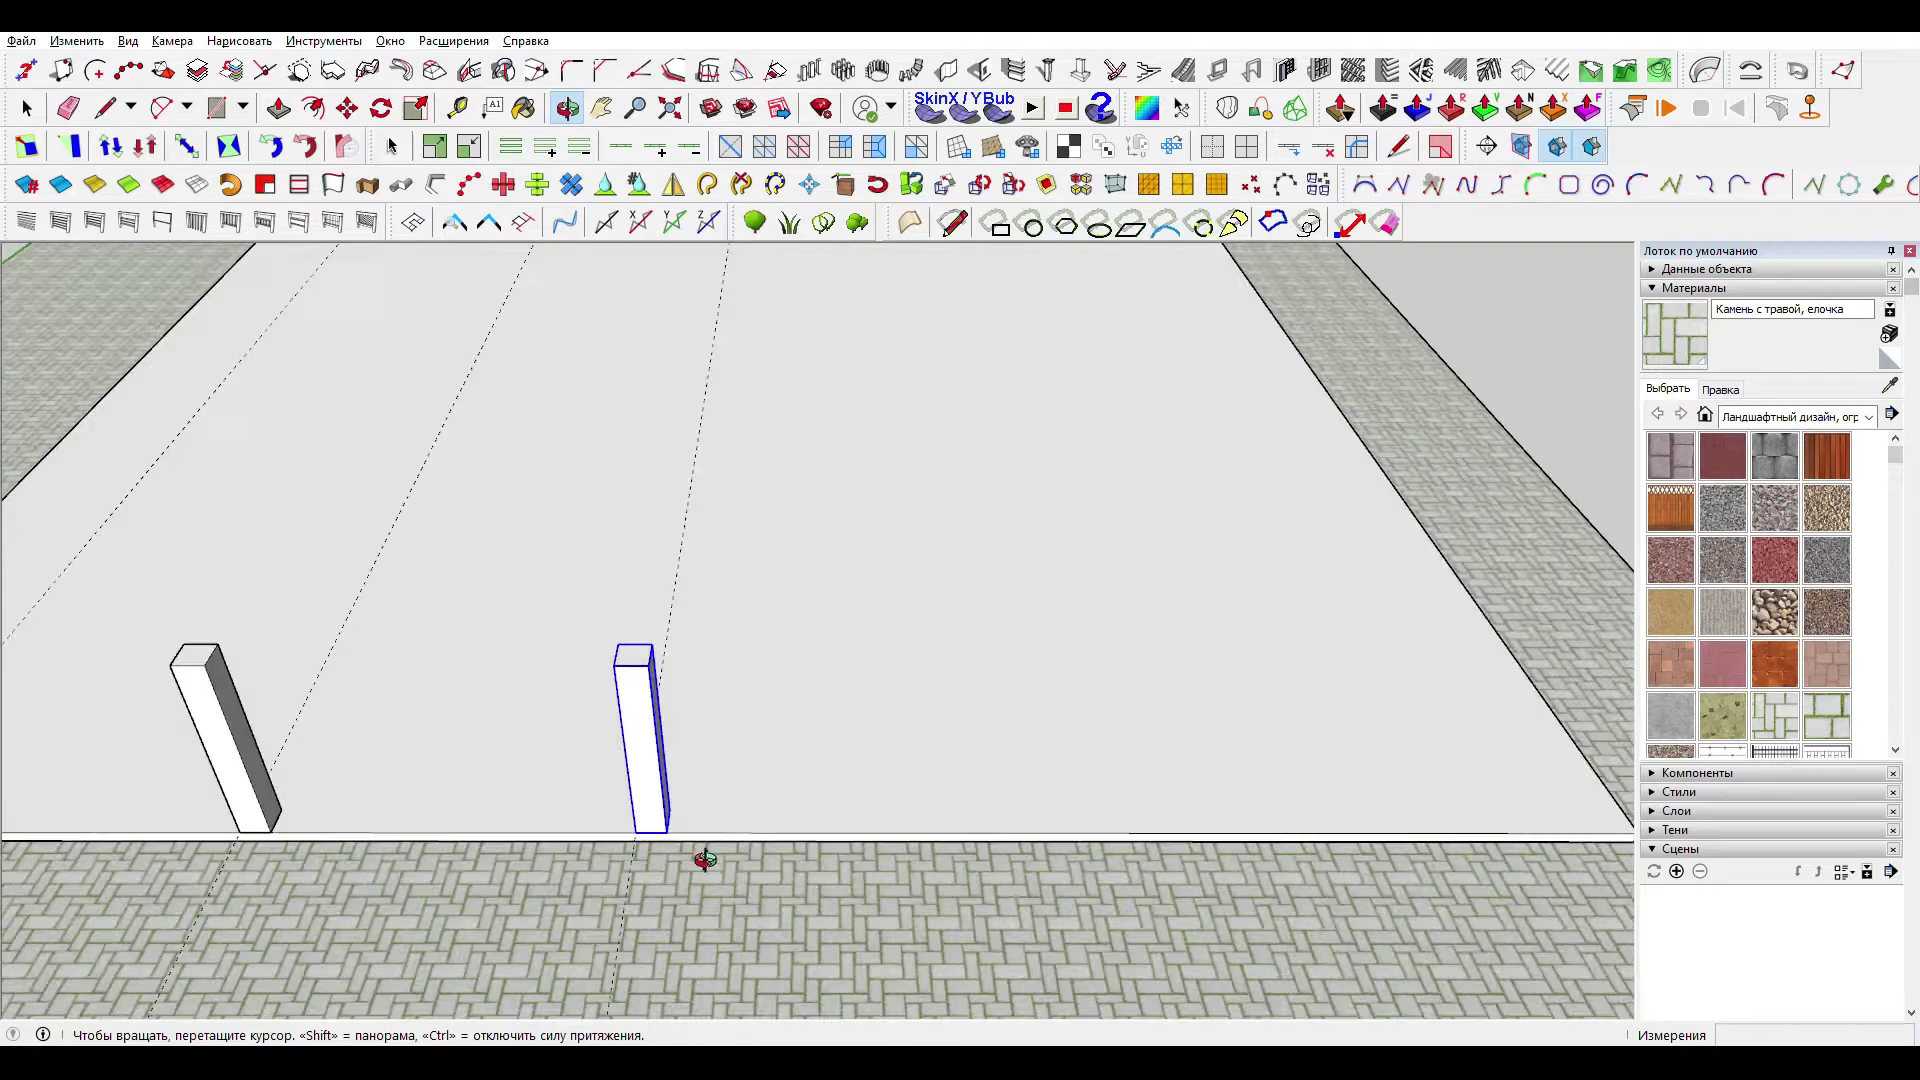 Файл Изменить Вид Камера Нарисовать Инструменты Окно Расширения Справка
SkinX / YBub
A1
Лоток по умолчанию
Данные объекта
Материалы
Камень с травой, елочка
Выбрать Правка
Ландшафтный дизайн, огр
Компоненты
Стили
Слои
Тени
Сцены
Чтобы вращать, перетащите курсор. «Shift» = панорама, «Ctrl» = отключить силу притяжения.
Измерения